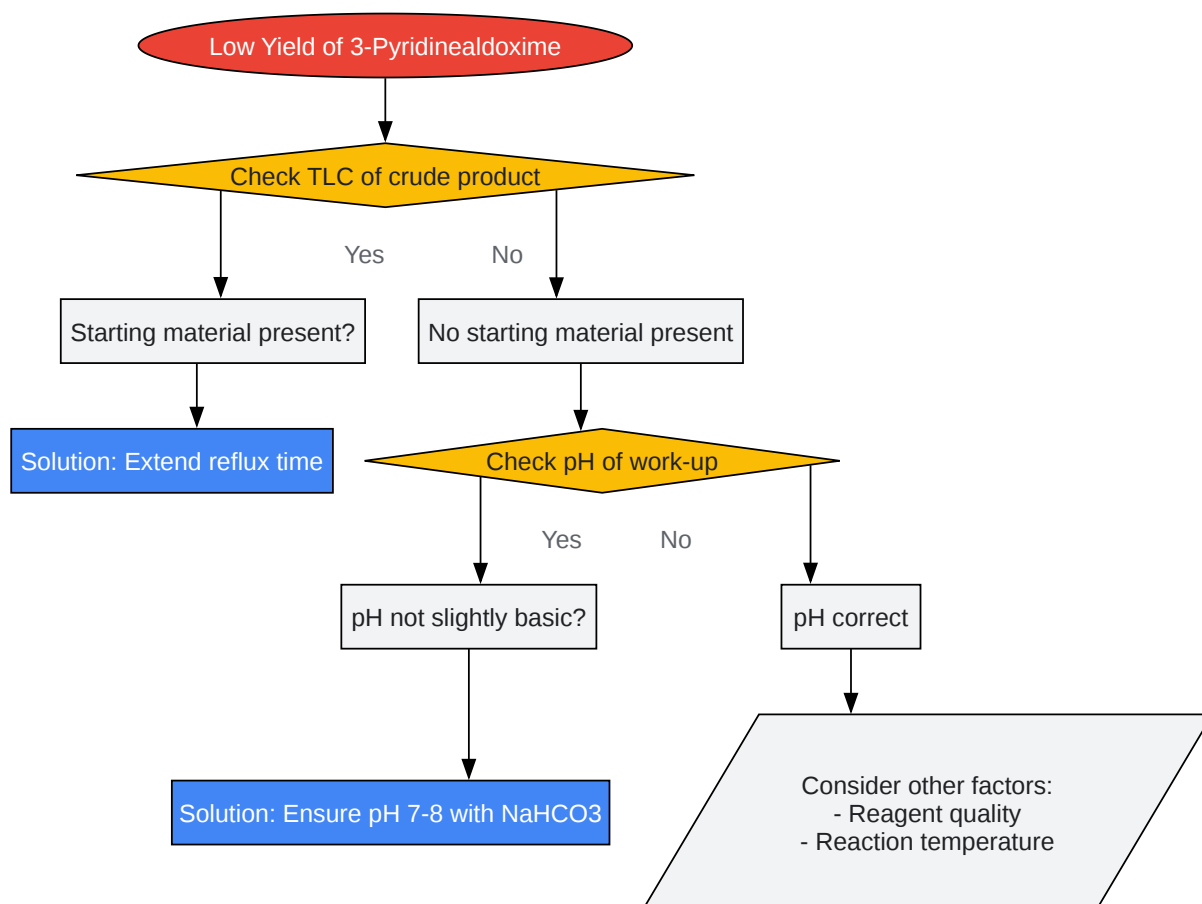 Low Yield of 3-Pyridinealdoxime
Check TLC of crude product
Yes
No
Starting material present?
No starting material present
Solution: Extend reflux time
Check pH of work-up
Yes
No
pH not slightly basic?
pH correct
Solution: Ensure pH 7-8 with NaHCO3
Consider other factors:
- Reagent quality
- Reaction temperature